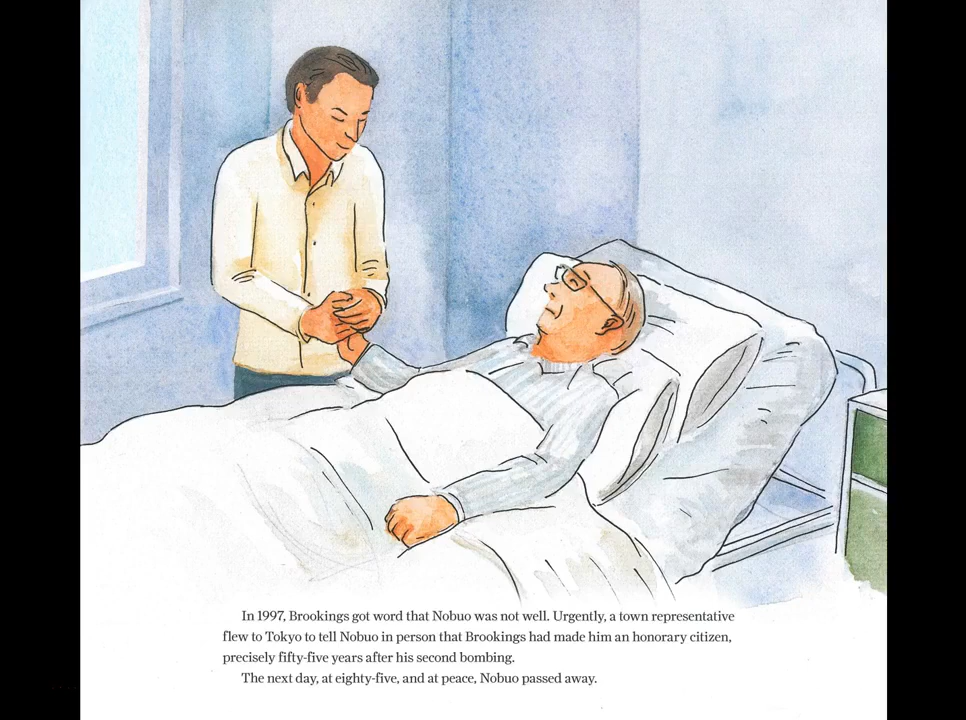 In 1997, Brookings got word that Nobuo was not well. Urgently, a town representative
flew to Tokyo to tell Nobuo in person that Brookings had made him an honorary citizen,
precisely fifty-five years after his second bombing.
The next day, at eighty-five, and at peace, Nobuo passed away.